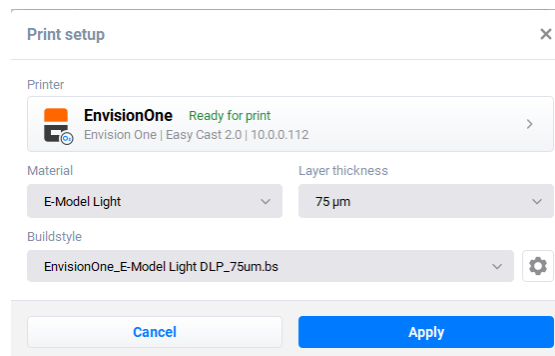 Print setup
Printer
EnvisionOne Ready for print
Envision One | Easy Cast 2.0 | 10.0.0.112
Material
Layer thickness
E-Model Light
75 µm
Buildstyle
EnvisionOne_E-Model Light DLP_75um.bs
Cancel
Apply